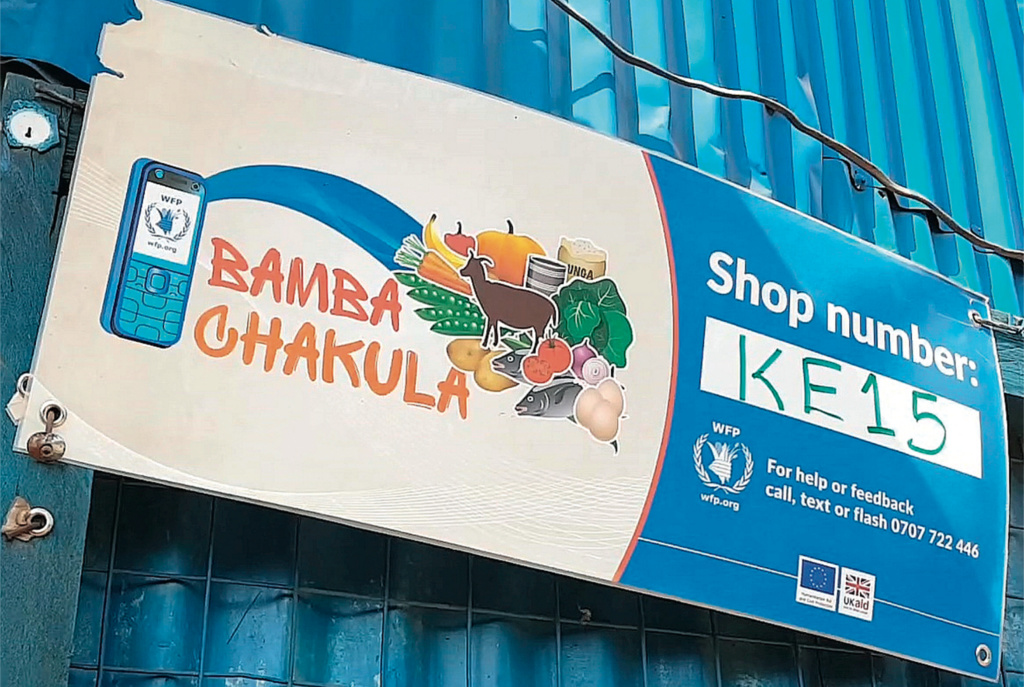 WFP
wfp.org
BAMBA
CHAKULA
UNGA
Shop number:
KE15
WFP
wfp.org
For help or feedback
call, text or flash 0707 722 446
UKaid